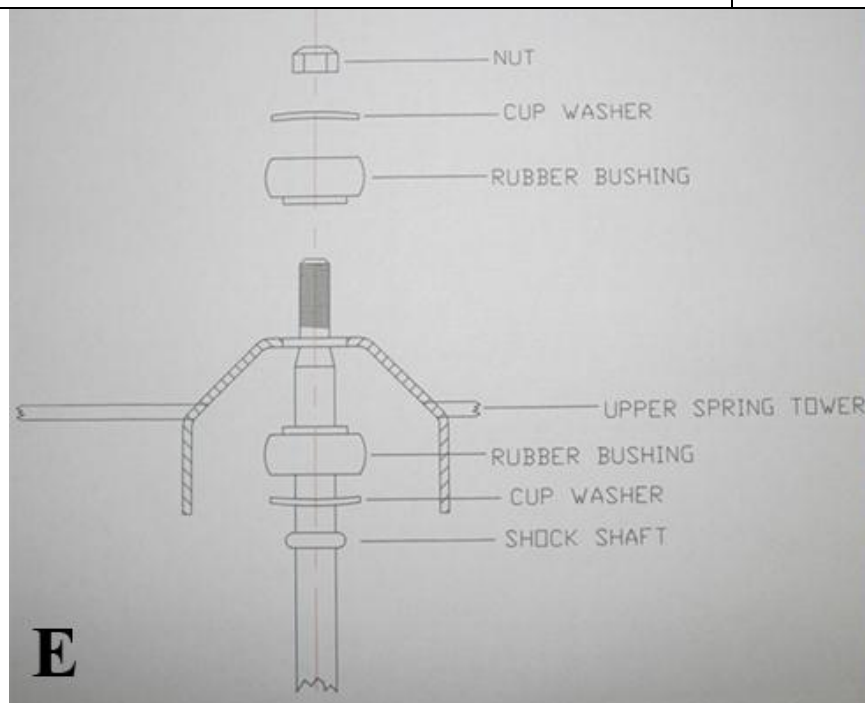 NUT
CUP WASHER
RUBBER BUSHING
UPPER SPRING TOWER
RUBBER BUSHING
CUP WASHER
SHOCK SHAFT
E